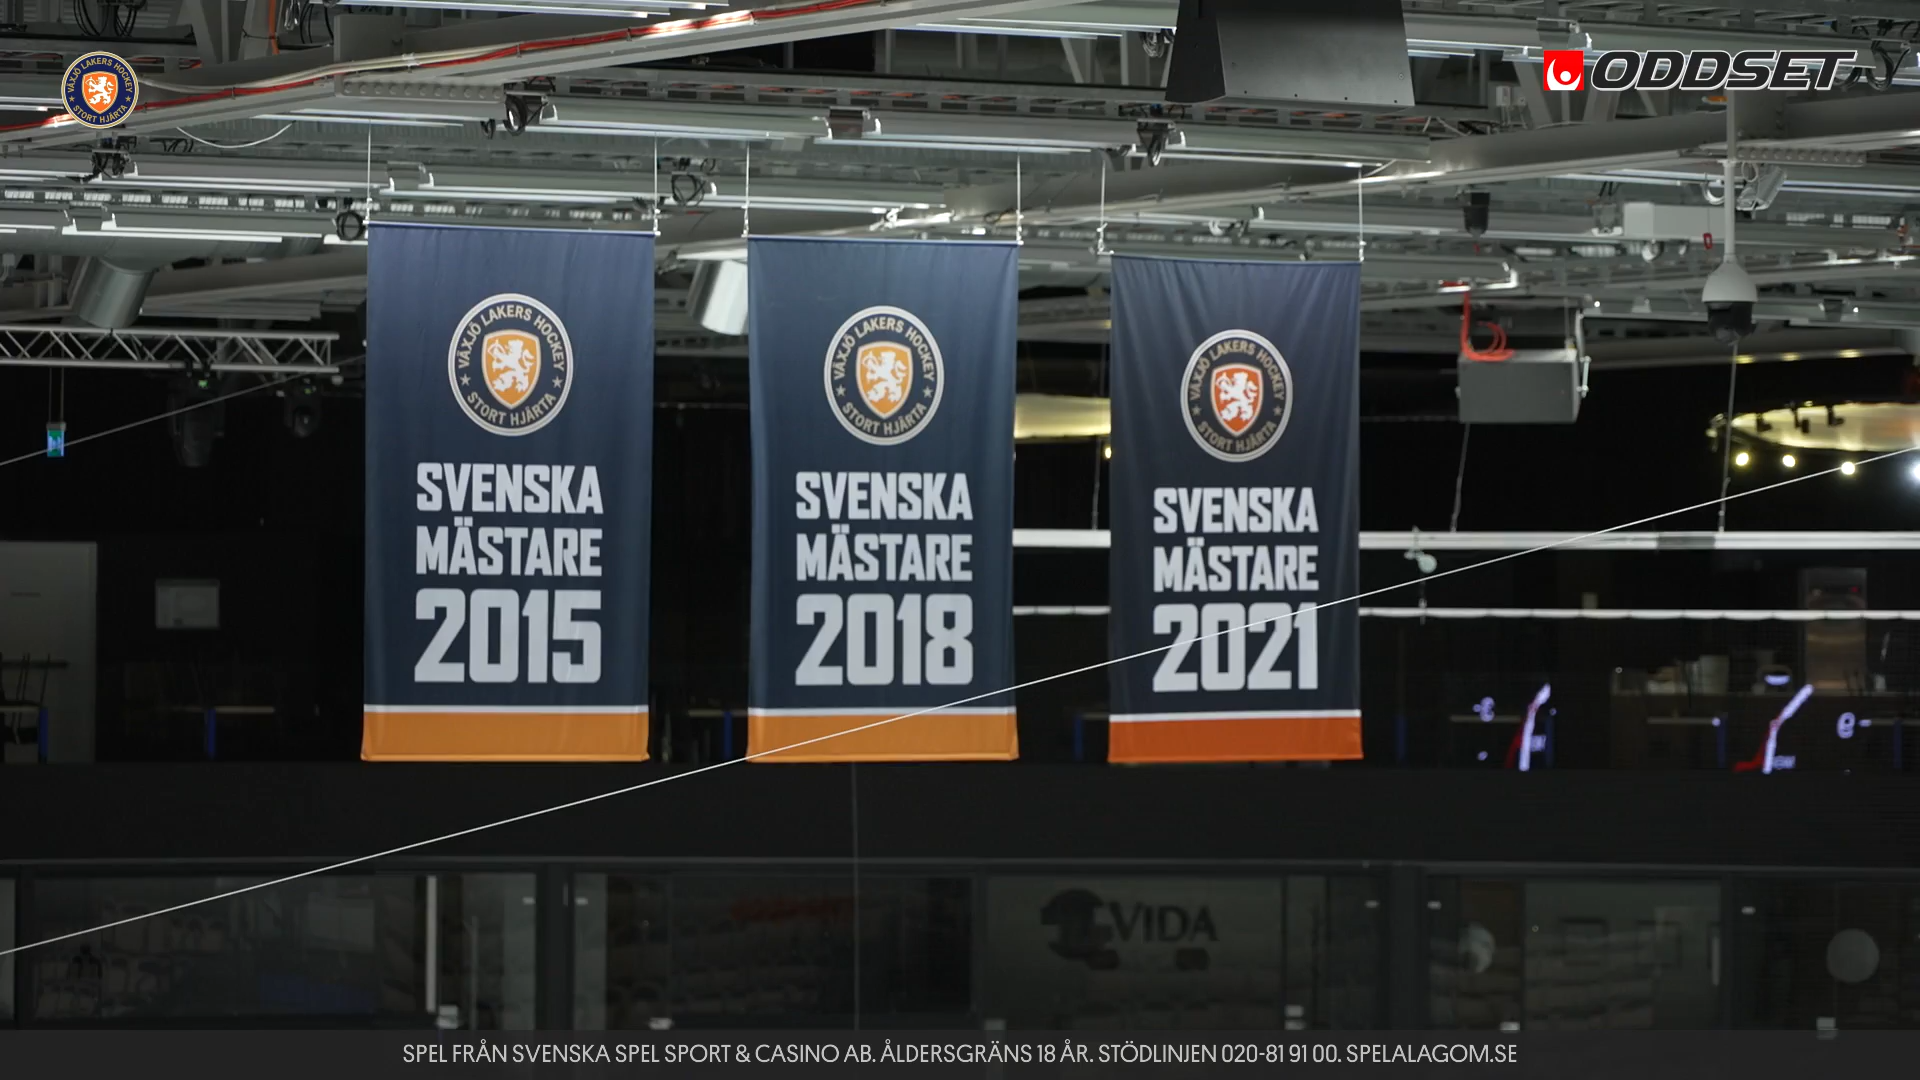 VÄXJÖ LAKERS HOCKEY
STORT HJÄRTA
ODDSET
VÄXJÖ LAKERS HOCKEY
STORT HJÄRTA
SVENSKA
MÄSTARE
2015
VÄXJÖ LAKERS HOCKEY
STORT HJÄRTA
SVENSKA
MÄSTARE
2018
VÄXJÖ LAKERS HOCKEY
STORT HJÄRTA
SVENSKA
MÄSTARE
2021
VIDA
SPEL FRÅN SVENSKA SPEL SPORT & CASINO AB. ÅLDERSGRÄNS 18 ÅR. STÖDLINJEN 020-81 91 00. SPELALAGOM.SE